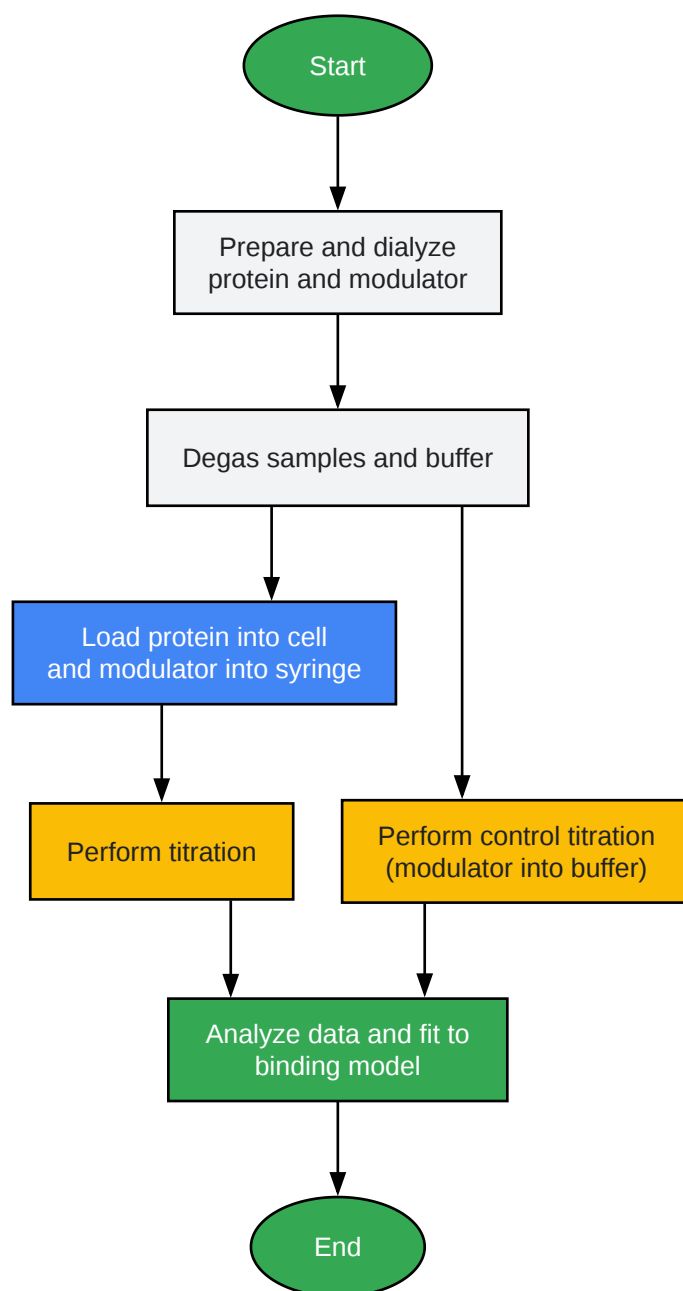 Start
Prepare and dialyze
protein and modulator
Degas samples and buffer
Load protein into cell
and modulator into syringe
Perform titration
Perform control titration
(modulator into buffer)
Analyze data and fit to
binding model
End